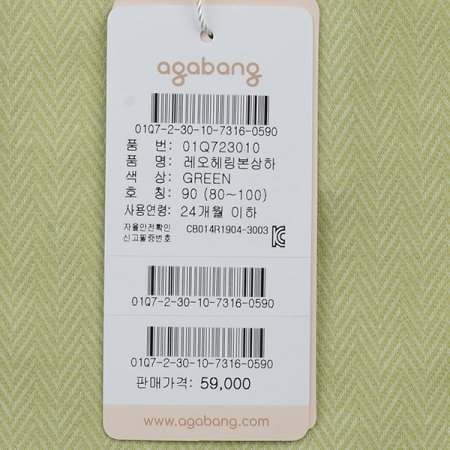 agabang
01Q7-2-30-10-7316-0590
품 번: 01Q723010
품 명: 레오헤링본상하
색 상: GREEN
호 칭: 90 (80~100)
사용연령: 24개월 이하
자율안전확인
신고필증번호 CB014R1904-3003
01Q7-2-30-10-7316-0590
01Q7-2-30-10-7316-0590
판매가격: 59,000
www.agabang.com